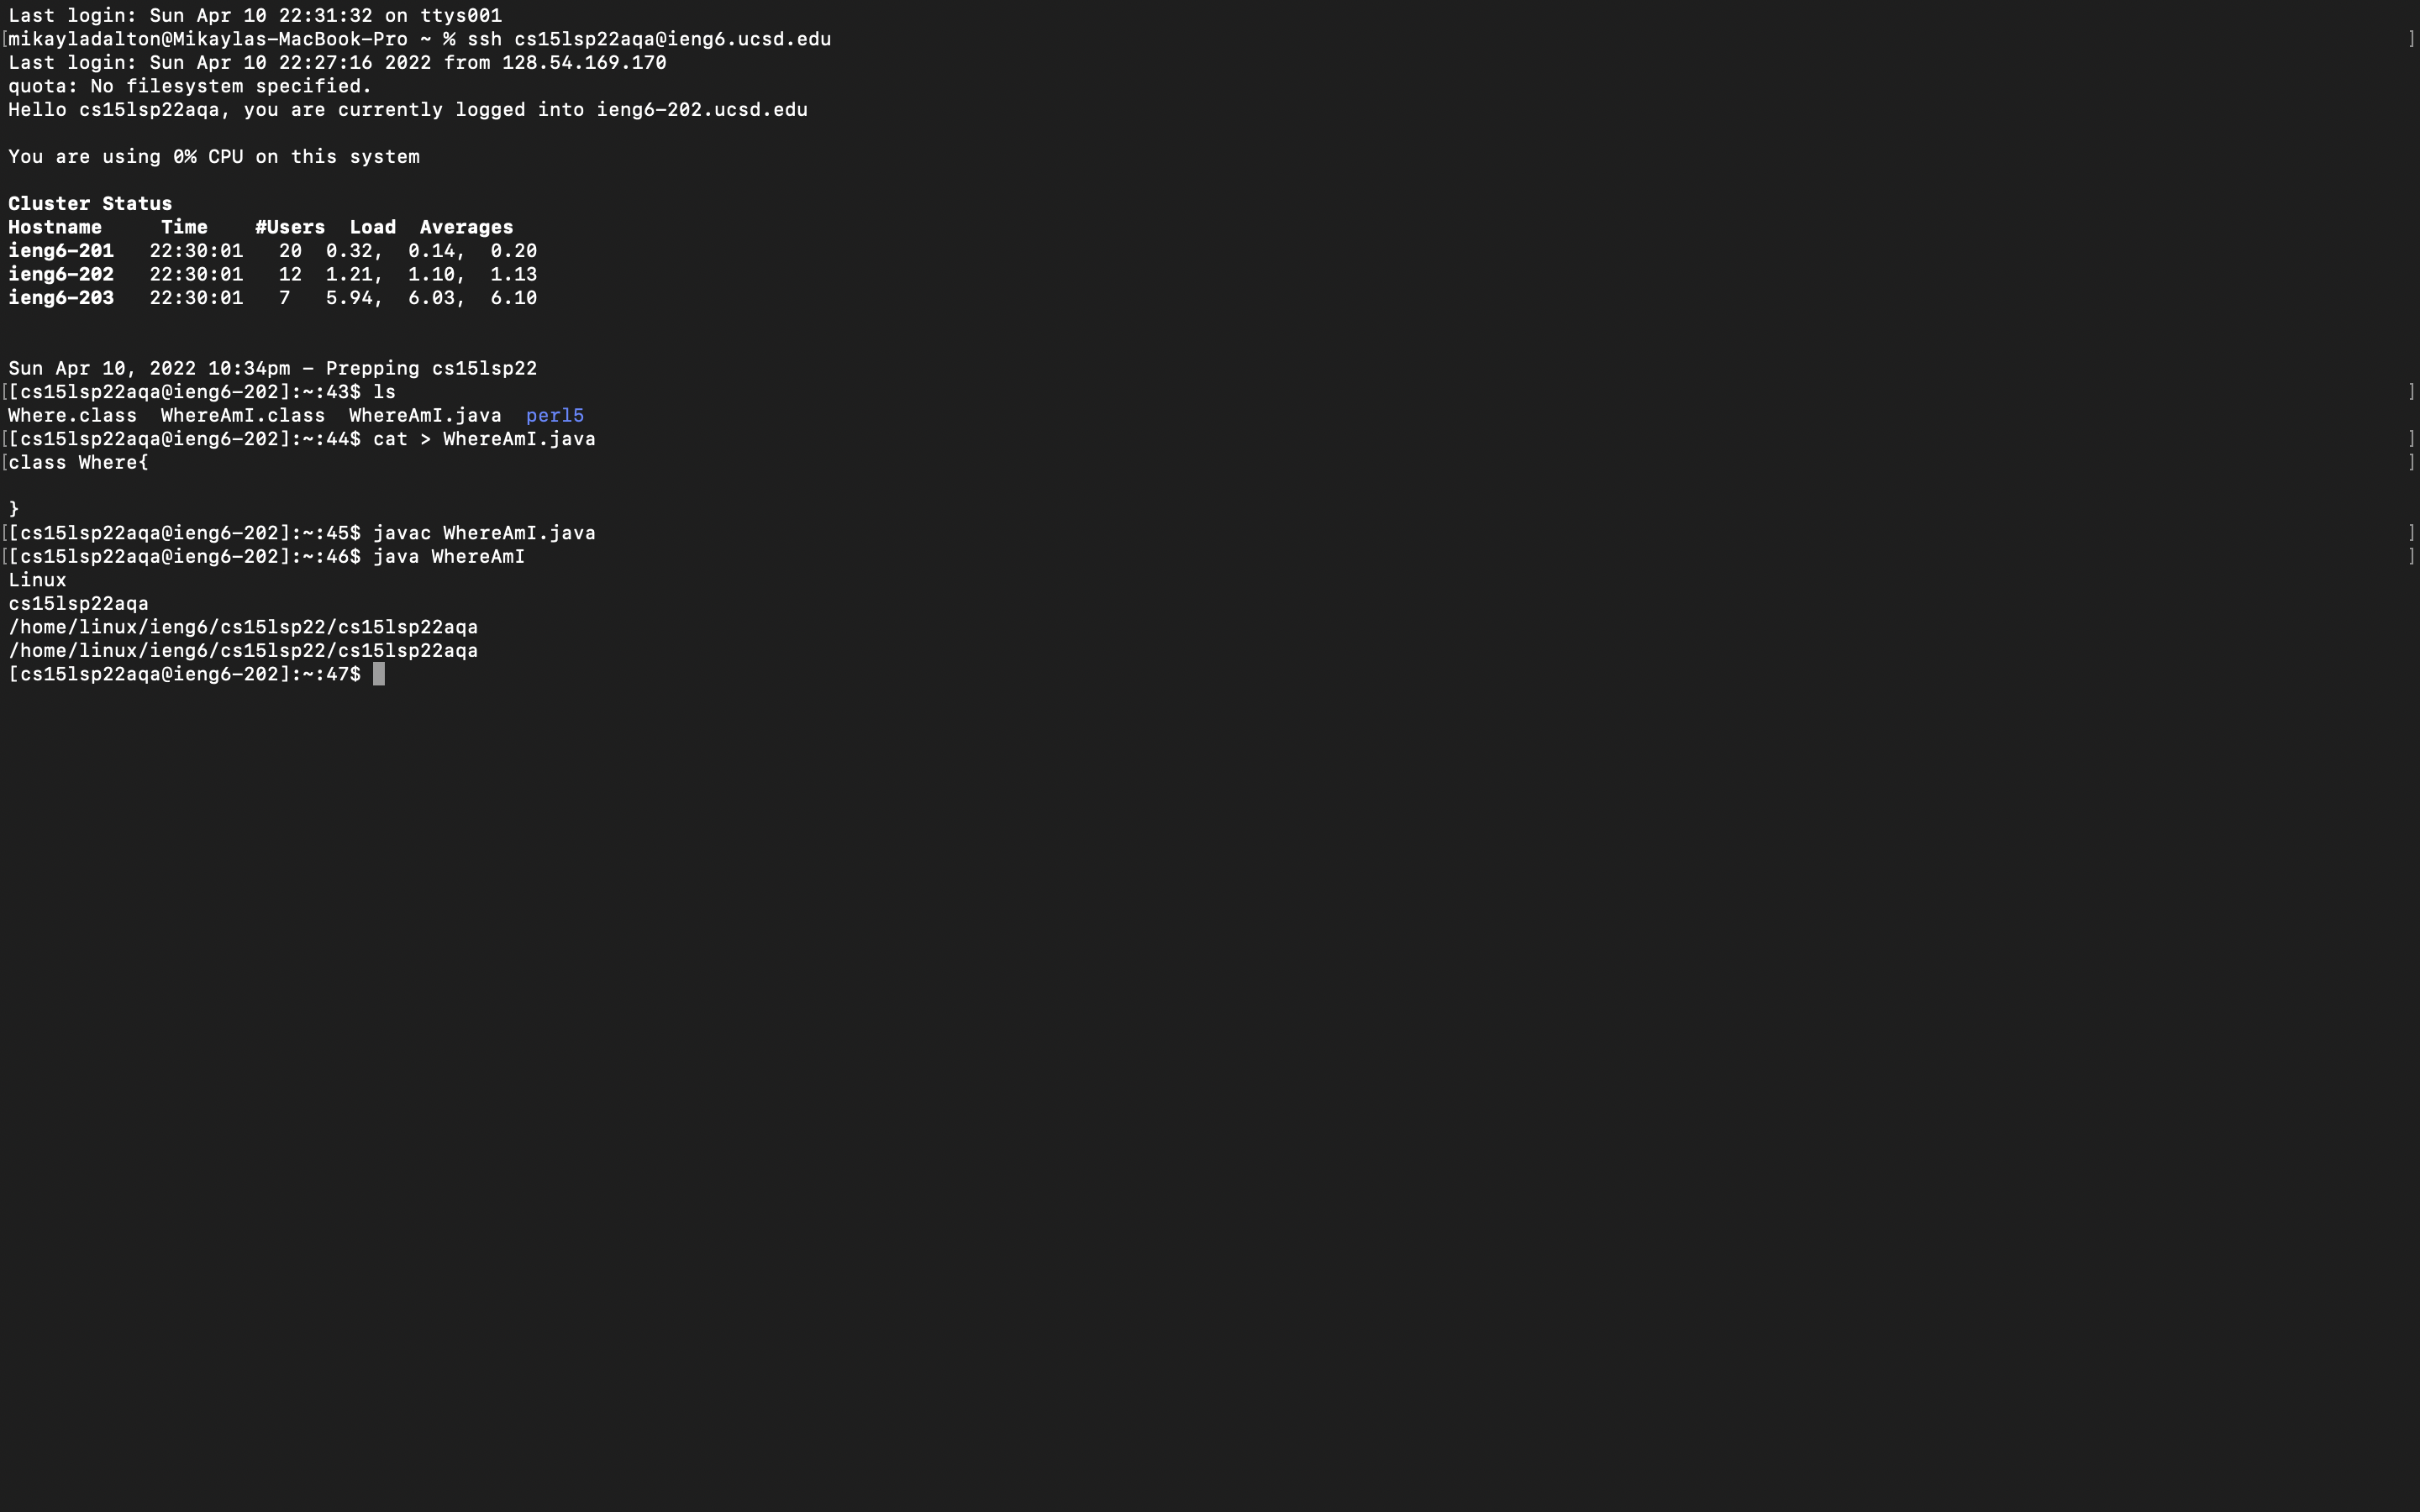 Last login: Sun Apr 10 22:31:32 on ttys001
[mikayladalton@Mikaylas-MacBook-Pro ~ % ssh cs15lsp22aqa@ieng6.ucsd.edu ]
Last login: Sun Apr 10 22:27:16 2022 from 128.54.169.170
quota: No filesystem specified.
Hello cs15lsp22aqa, you are currently logged into ieng6-202.ucsd.edu
You are using 0% CPU on this system
Cluster Status
Hostname     Time    #Users  Load  Averages
ieng6-201   22:30:01   20  0.32,  0.14,  0.20
ieng6-202   22:30:01   12  1.21,  1.10,  1.13
ieng6-203   22:30:01   7   5.94,  6.03,  6.10
Sun Apr 10, 2022 10:34pm - Prepping cs15lsp22
[[cs15lsp22aqa@ieng6-202]:~:43$ ls ]
Where.class  WhereAmI.class  WhereAmI.java  perl5
[[cs15lsp22aqa@ieng6-202]:~:44$ cat > WhereAmI.java ]
[class Where{ ]
}
[[cs15lsp22aqa@ieng6-202]:~:45$ javac WhereAmI.java ]
[[cs15lsp22aqa@ieng6-202]:~:46$ java WhereAmI ]
Linux
cs15lsp22aqa
/home/linux/ieng6/cs15lsp22/cs15lsp22aqa
/home/linux/ieng6/cs15lsp22/cs15lsp22aqa
[cs15lsp22aqa@ieng6-202]:~:47$